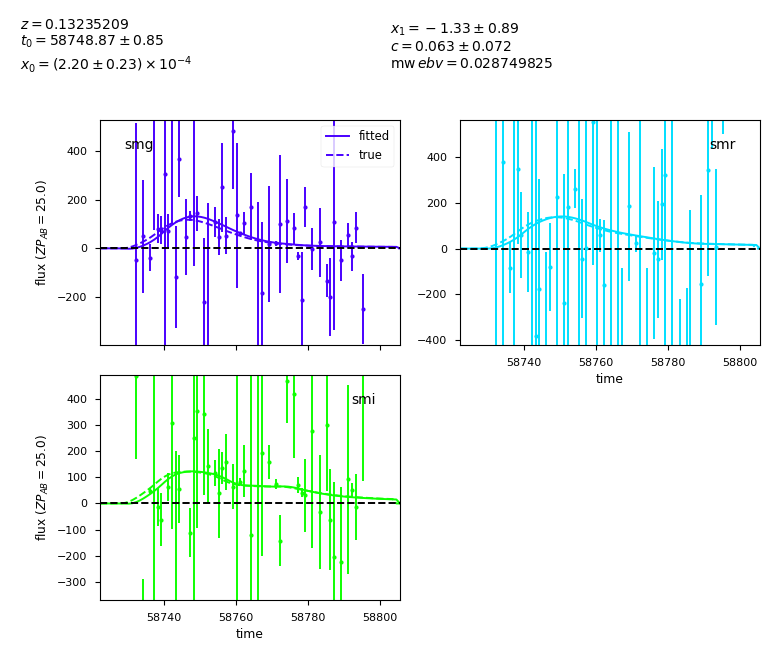 z = 0.13235209
t₀ = 58748.87 ± 0.85
x₀ = (2.20 ± 0.23) × 10⁻⁴
x₁ = −1.33 ± 0.89
c = 0.063 ± 0.072
mw ebv = 0.028749825
smg
fitted
true
400
200
0
−200
flux (ZP_AB = 25.0)
smr
400
200
0
−200
−400
58740 58760 58780 58800
time
smi
400
300
200
100
0
−100
−200
−300
flux (ZP_AB = 25.0)
58740 58760 58780 58800
time